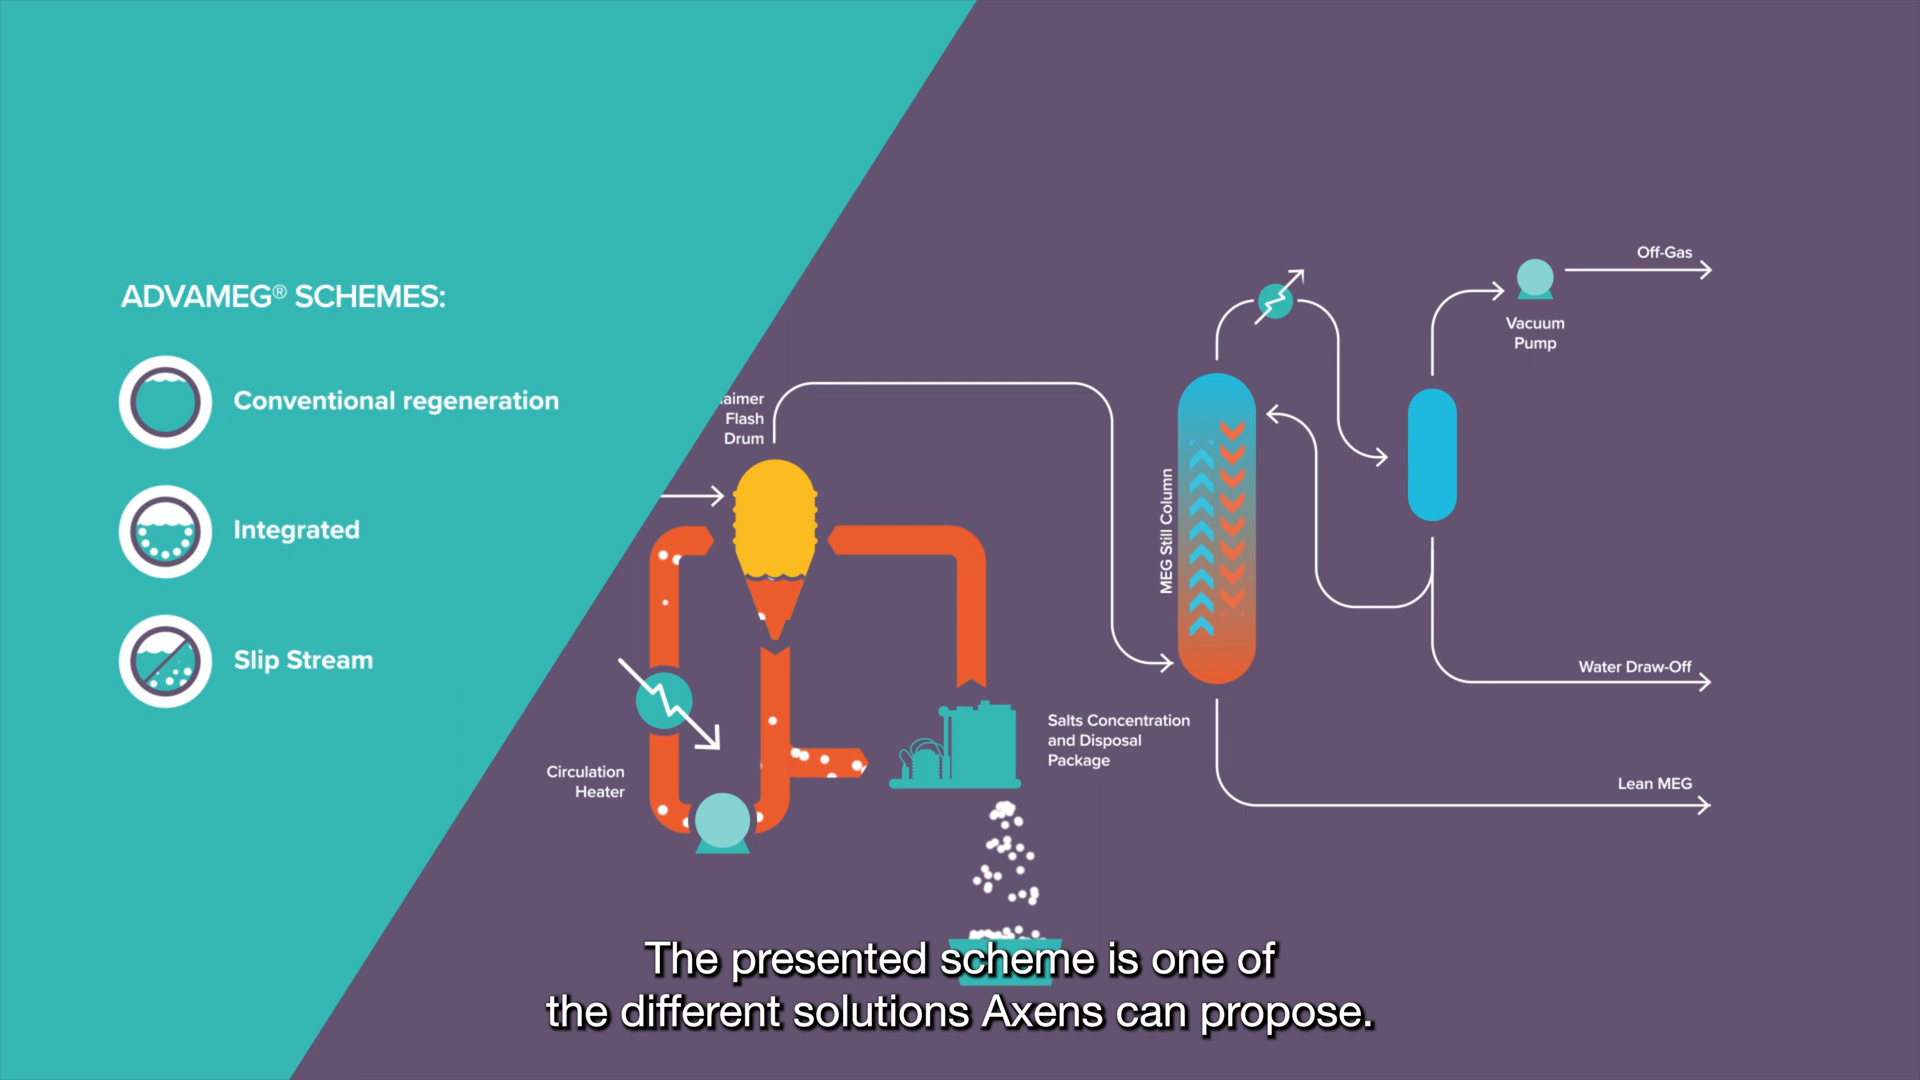 ADVAMEG® SCHEMES:
Conventional regeneration
Integrated
Slip Stream
aimer
Flash
Drum
Circulation
Heater
Salts Concentration
and Disposal
Package
MEG Still Column
Vacuum
Pump
Off-Gas
Water Draw-Off
Lean MEG
The presented scheme is one of
the different solutions Axens can propose.